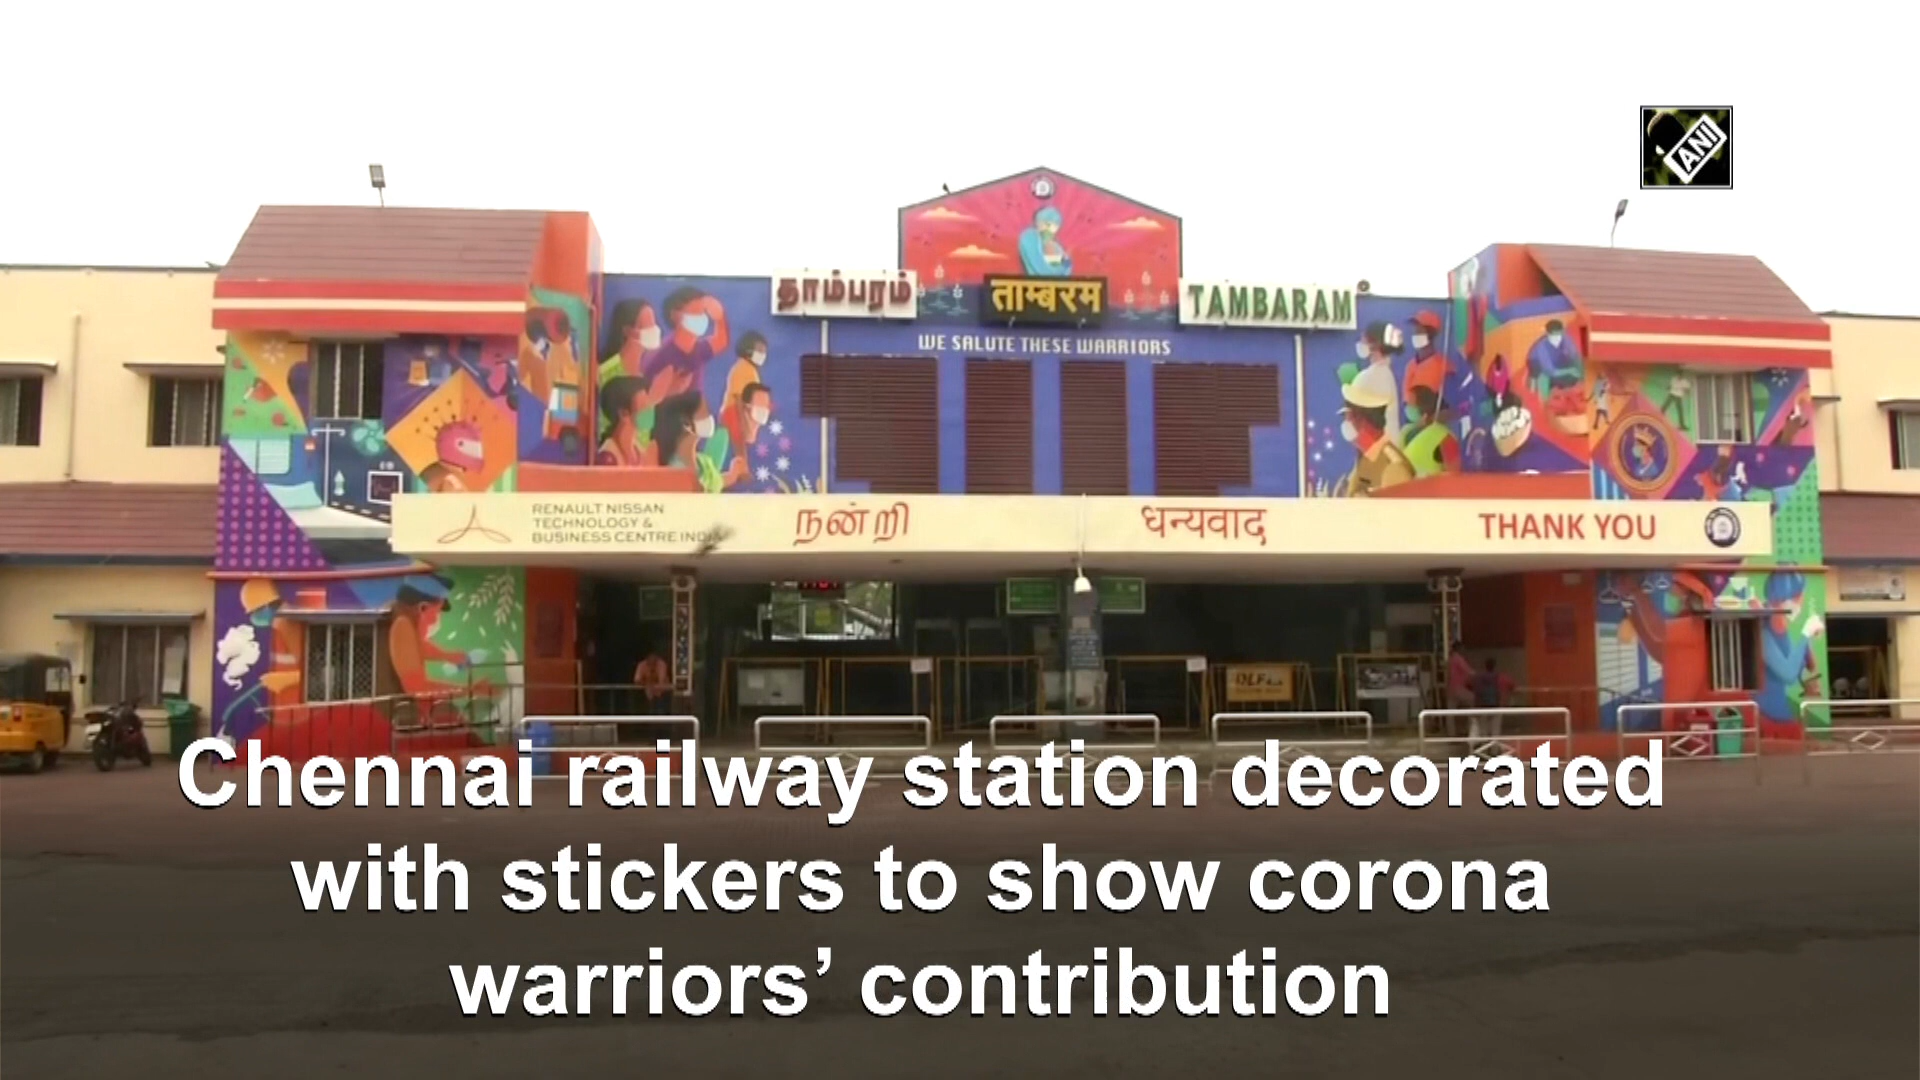 ANI
தாம்பரம்
ताम्बरम
TAMBARAM
WE SALUTE THESE WARRIORS
RENAULT NISSAN
TECHNOLOGY &
BUSINESS CENTRE INDIA
நன்றி
धन्यवाद
THANK YOU
Chennai railway station decorated
with stickers to show corona
warriors’ contribution